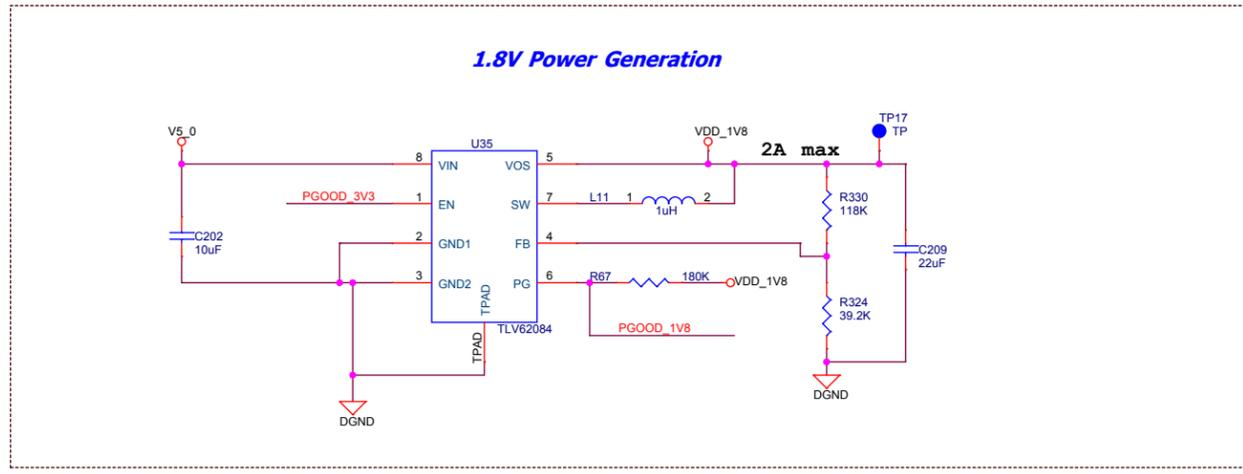 1.8V Power Generation
TP17
TP
V5_0
VDD_1V8
2A max
U35
8
VIN
VOS
5
PGOOD_3V3
1
EN
SW
7
L11
1
2
1uH
R330
118K
C202
10uF
2
GND1
FB
4
C209
22uF
3
GND2
PG
6
R67
180K
VDD_1V8
TPAD
R324
39.2K
TLV62084
PGOOD_1V8
TPAD
DGND
DGND